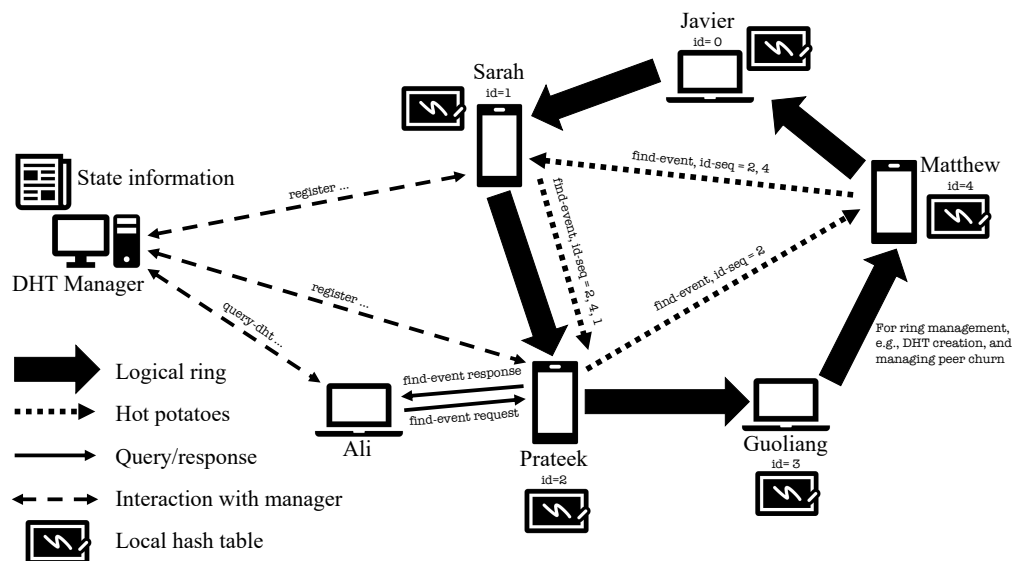 Javier
id= 0
Sarah
id=1
find-event, id-seq = 2, 4
Matthew
id=4
State information
register ...
find-event, id-seq = 2, 4, 1
find-event, id-seq = 2
DHT Manager
register ...
query-dht...
For ring management,
e.g., DHT creation, and
managing peer churn
Logical ring
find-event response
Hot potatoes
find-event request
Ali
Guoliang
id= 3
Query/response
Prateek
id=2
Interaction with manager
Local hash table